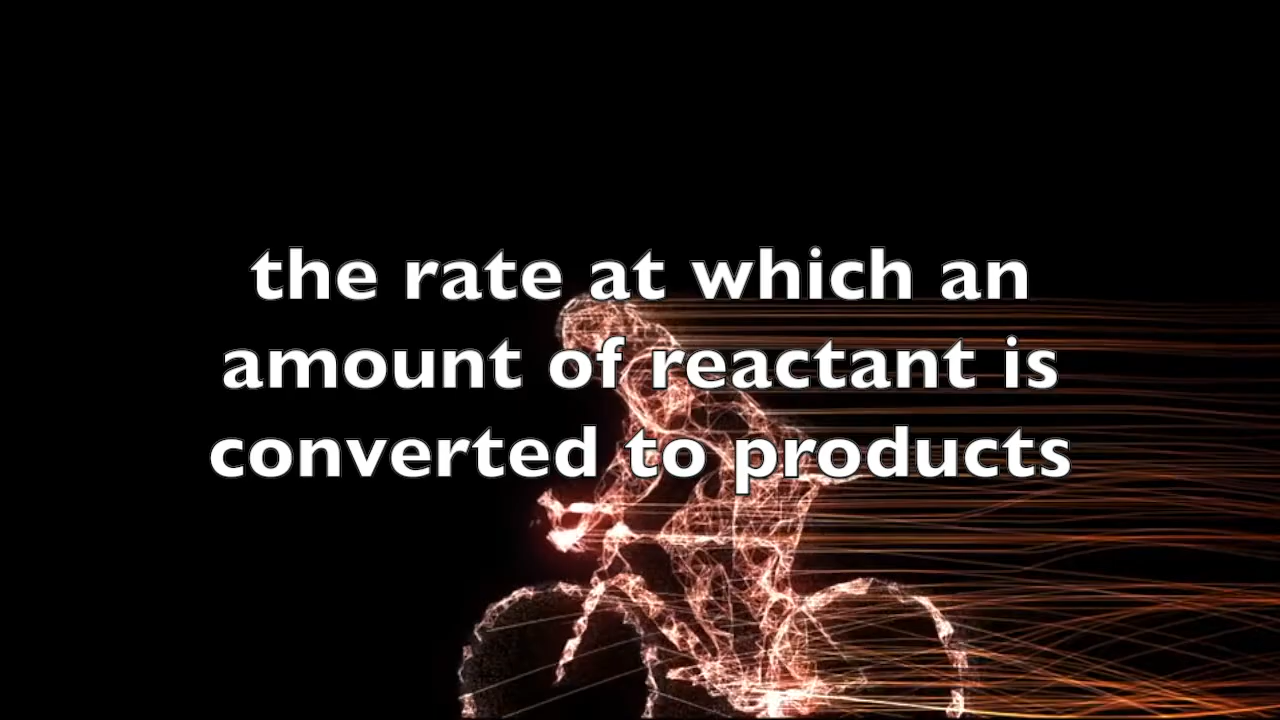 the rate at which an
amount of reactant is
converted to products